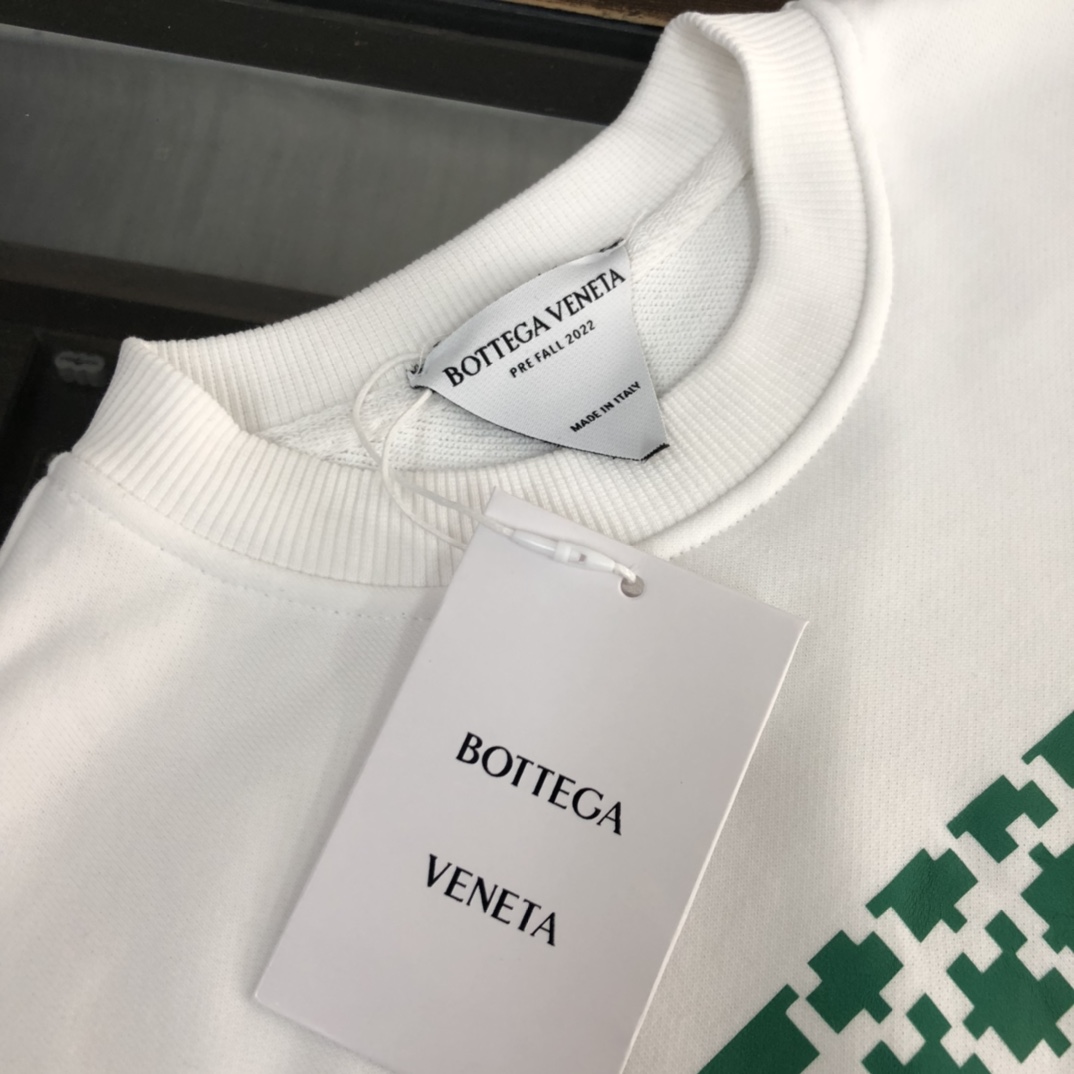 BOTTEGA VENETA
PRE FALL 2022
MADE IN ITALY
BOTTEGA
VENETA